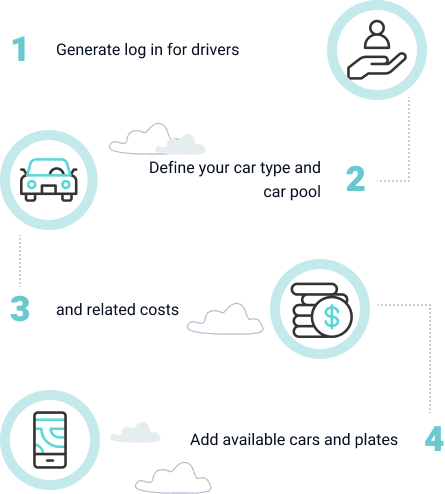 1 Generate log in for drivers
Define your car type and 2
car pool
3 and related costs
$
Add available cars and plates 4